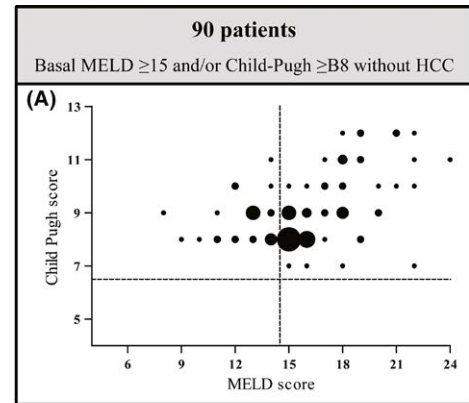 90 patients
Basal MELD ≥15 and/or Child-Pugh ≥B8 without HCC
(A)
13
11
9
7
5
Child Pugh score
6 9 12 15 18 21 24
MELD score